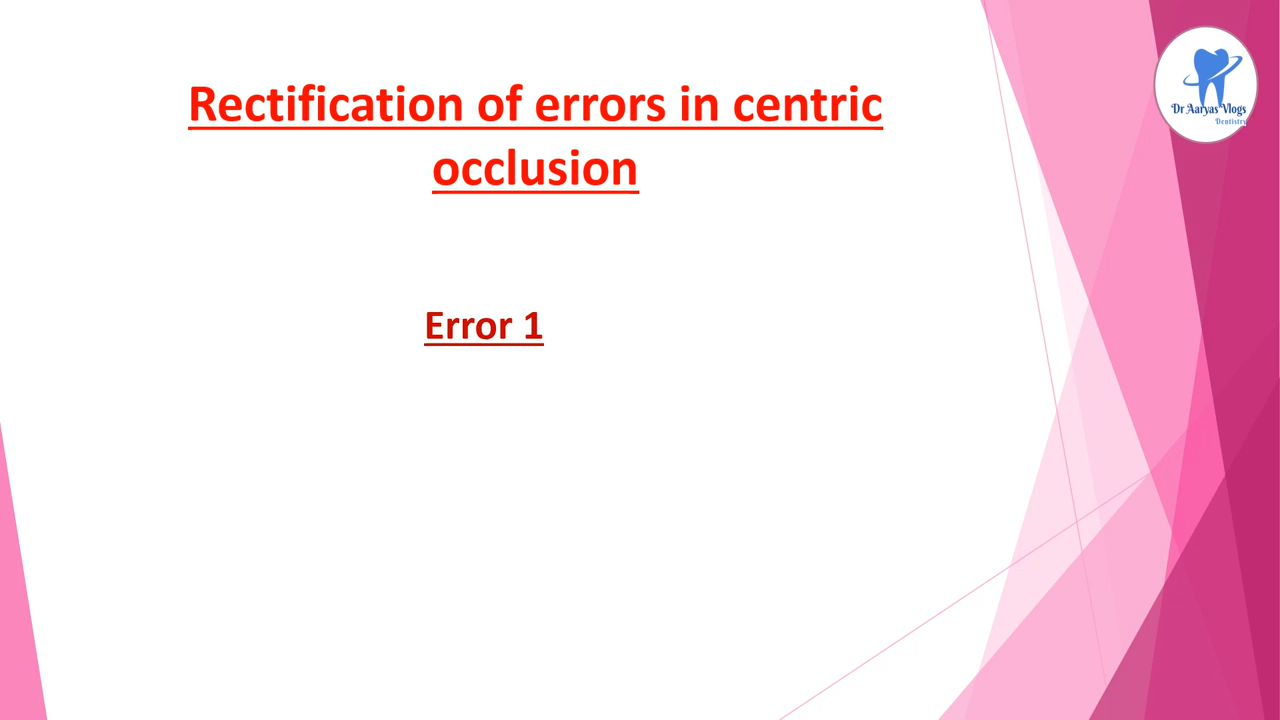 Rectification of errors in centric
occlusion
Error 1
Dr Aaryas Vlogs
Dentistry